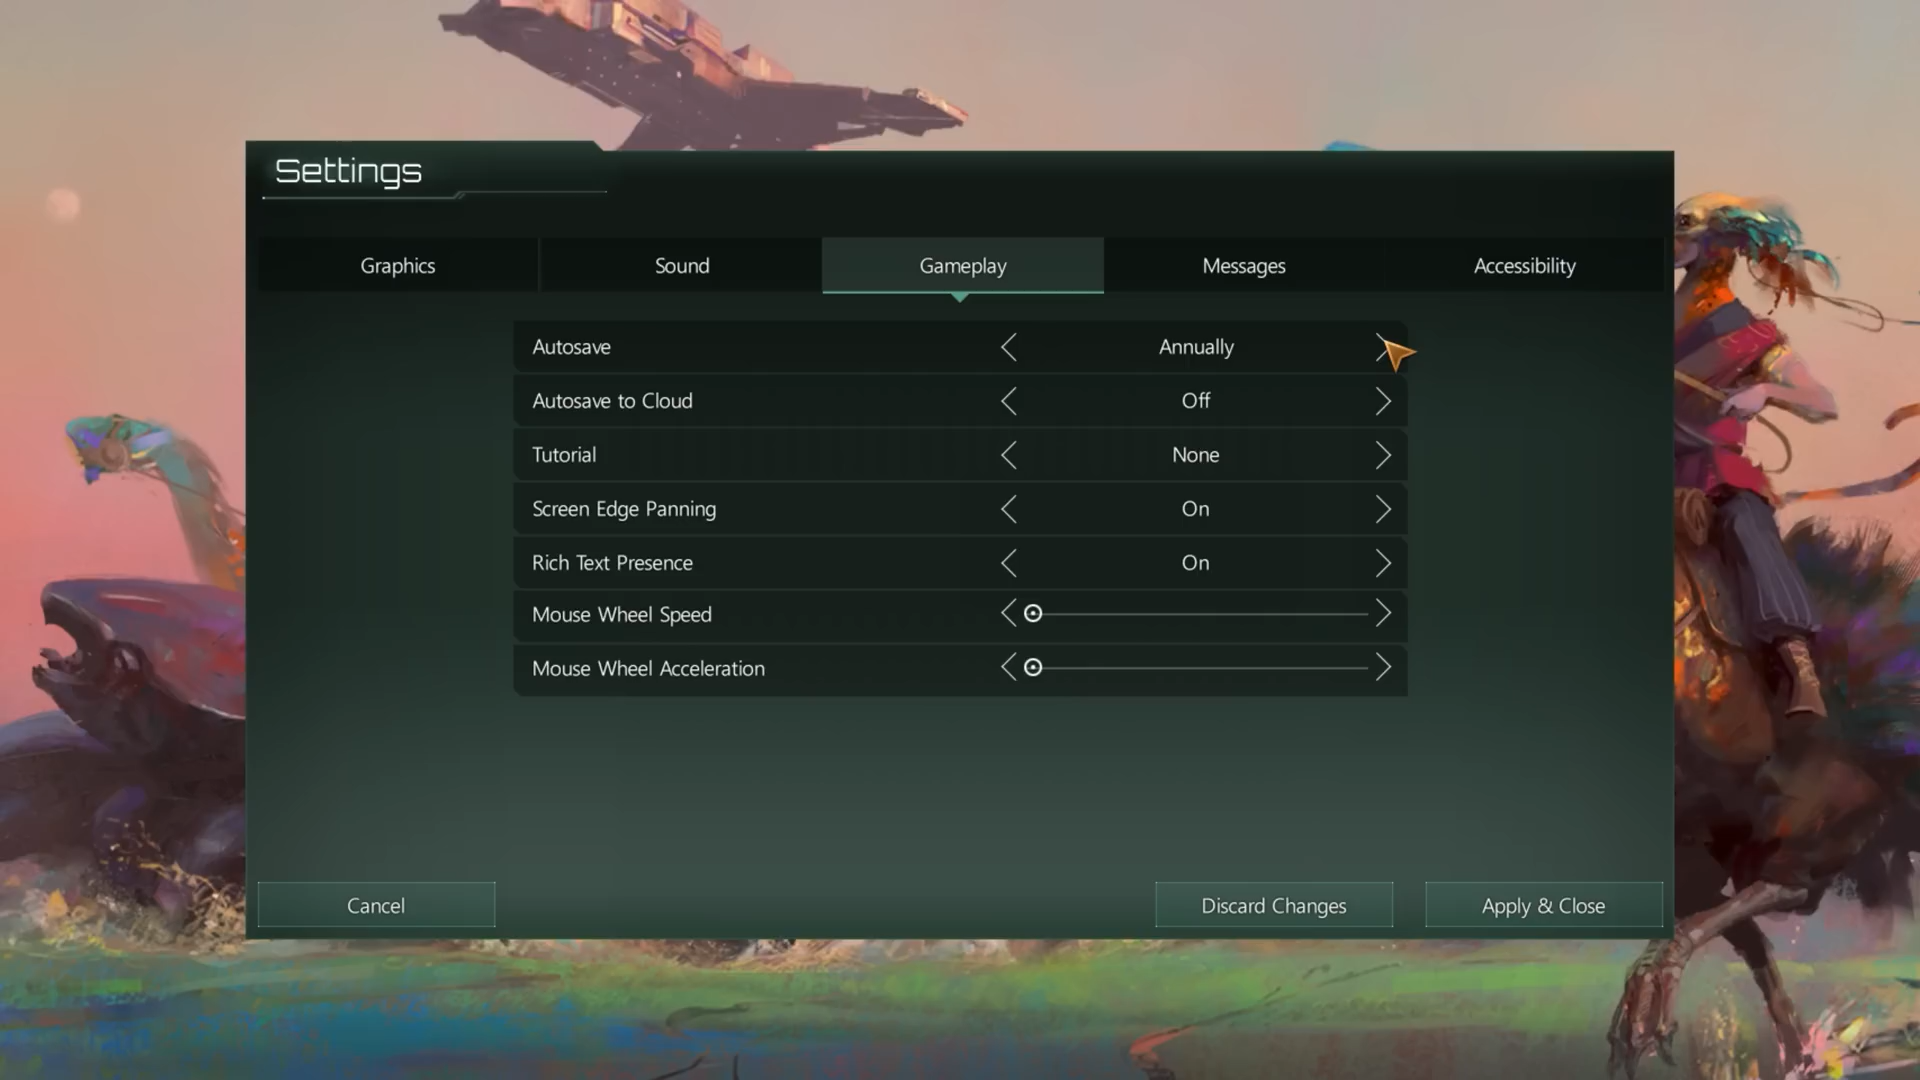 Settings
Graphics
Sound
Gameplay
Messages
Accessibility
Autosave
Annually
Autosave to Cloud
Off
Tutorial
None
Screen Edge Panning
On
Rich Text Presence
On
Mouse Wheel Speed
Mouse Wheel Acceleration
Cancel
Discard Changes
Apply & Close